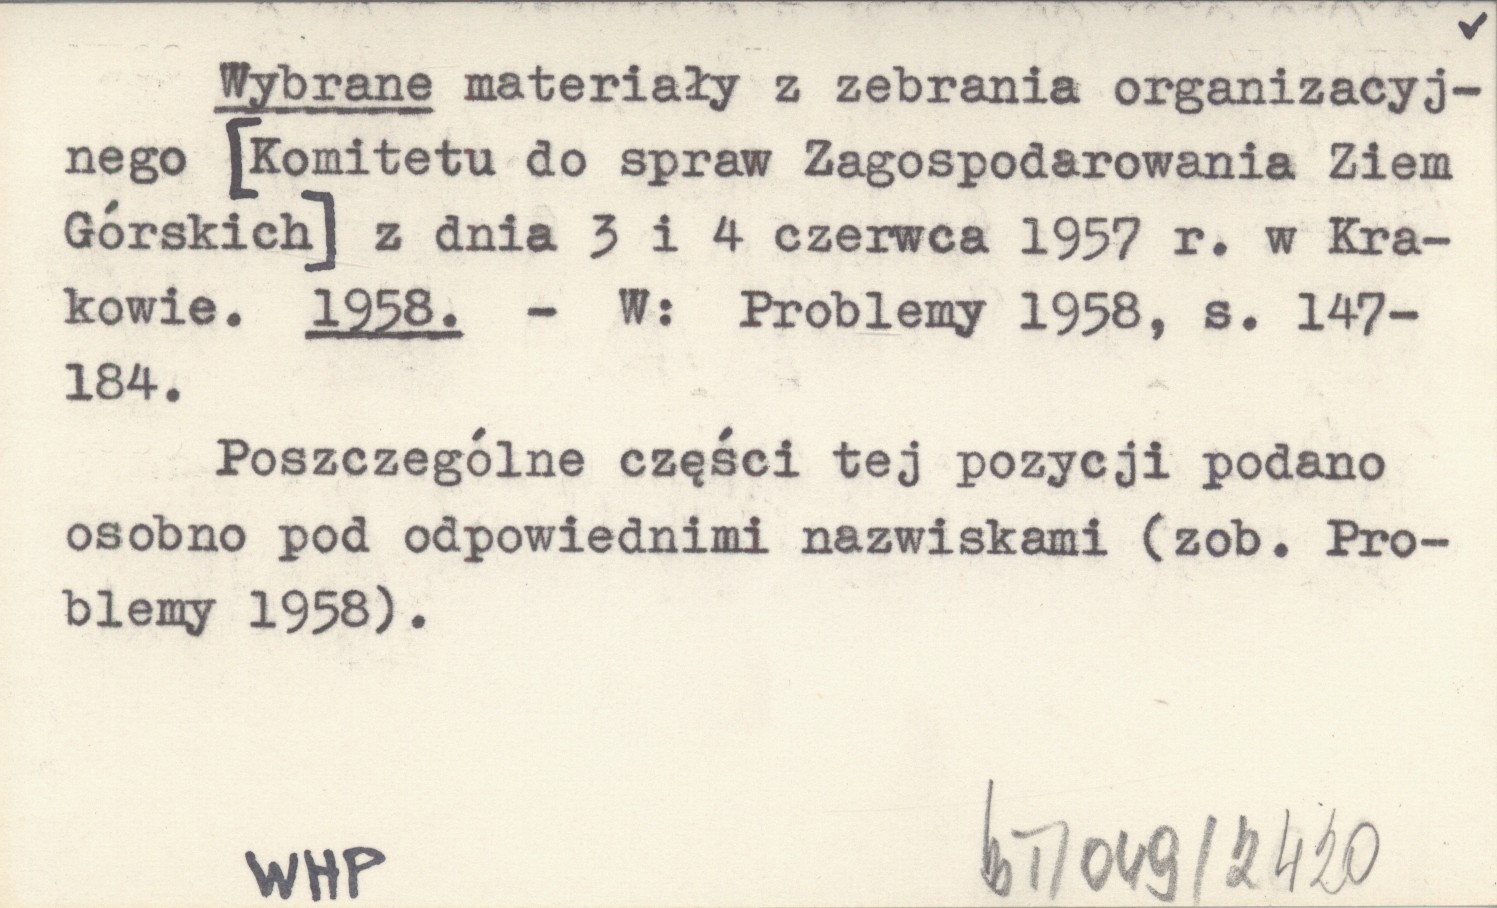 Wybrane materiały z zebrania organizacyj-
nego [Komitetu do spraw Zagospodarowania Ziem
Górskich] z dnia 3 i 4 czerwca 1957 r. w Kra-
kowie. 1958. - W: Problemy 1958, s. 147-
184.
Poszczególne części tej pozycji podano
osobno pod odpowiednimi nazwiskami (zob. Pro-
blemy 1958).
WHP
bT/049/2420